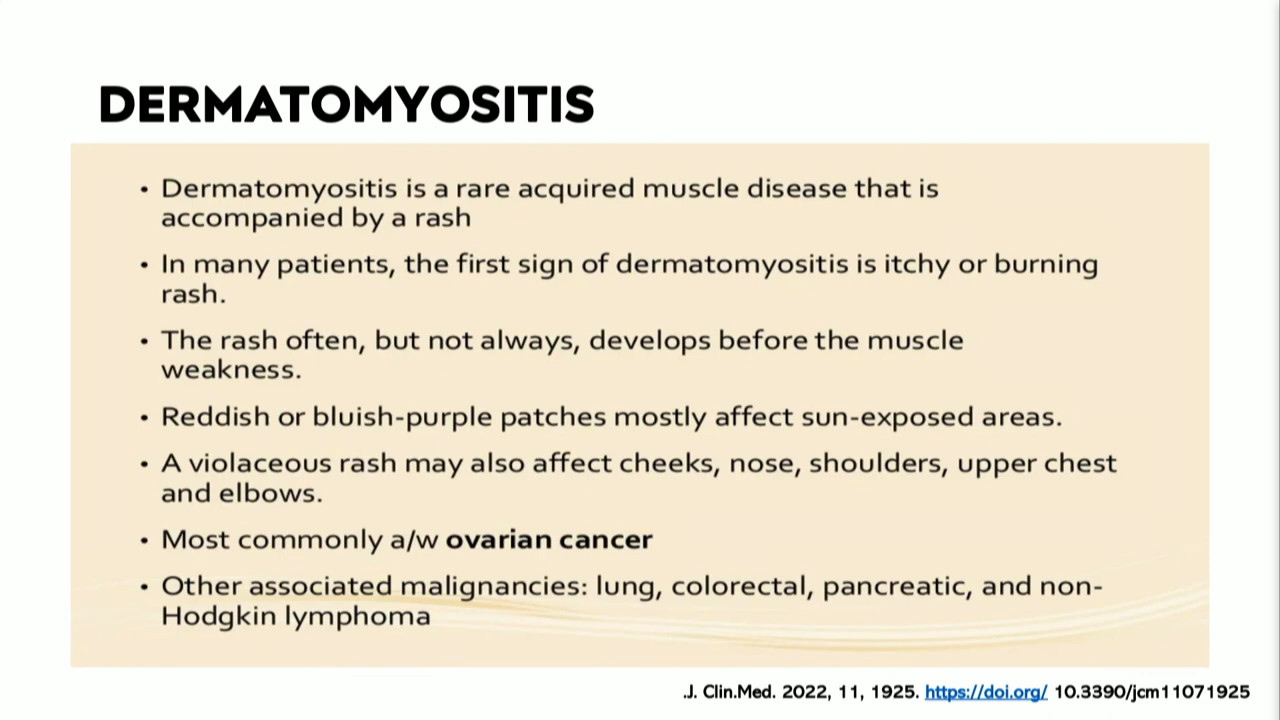 DERMATOMYOSITIS
• Dermatomyositis is a rare acquired muscle disease that is
accompanied by a rash
• In many patients, the first sign of dermatomyositis is itchy or burning
rash.
• The rash often, but not always, develops before the muscle
weakness.
• Reddish or bluish-purple patches mostly affect sun-exposed areas.
• A violaceous rash may also affect cheeks, nose, shoulders, upper chest
and elbows.
• Most commonly a/w ovarian cancer
• Other associated malignancies: lung, colorectal, pancreatic, and non-
Hodgkin lymphoma
.J. Clin.Med. 2022, 11, 1925. https://doi.org/ 10.3390/jcm11071925